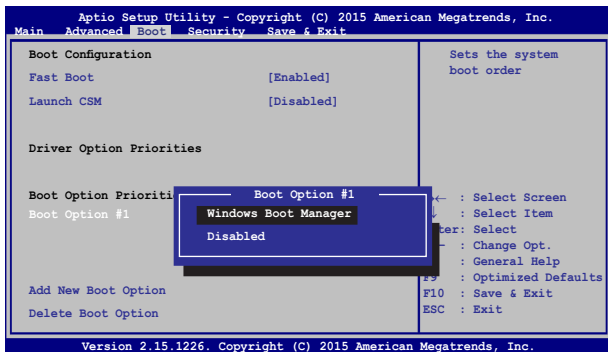 Aptio Setup Utility - Copyright (C) 2015 American Megatrends, Inc.
Main Advanced Boot Security Save & Exit
Boot Configuration
Fast Boot [Enabled]
Launch CSM [Disabled]
Driver Option Priorities
Boot Option Prioriti
Boot Option #1
Add New Boot Option
Delete Boot Option
Boot Option #1
Windows Boot Manager
Disabled
Sets the system
boot order
← : Select Screen
: Select Item
ter: Select
: Change Opt.
: General Help
F9 : Optimized Defaults
F10 : Save & Exit
ESC : Exit
Version 2.15.1226. Copyright (C) 2015 American Megatrends, Inc.